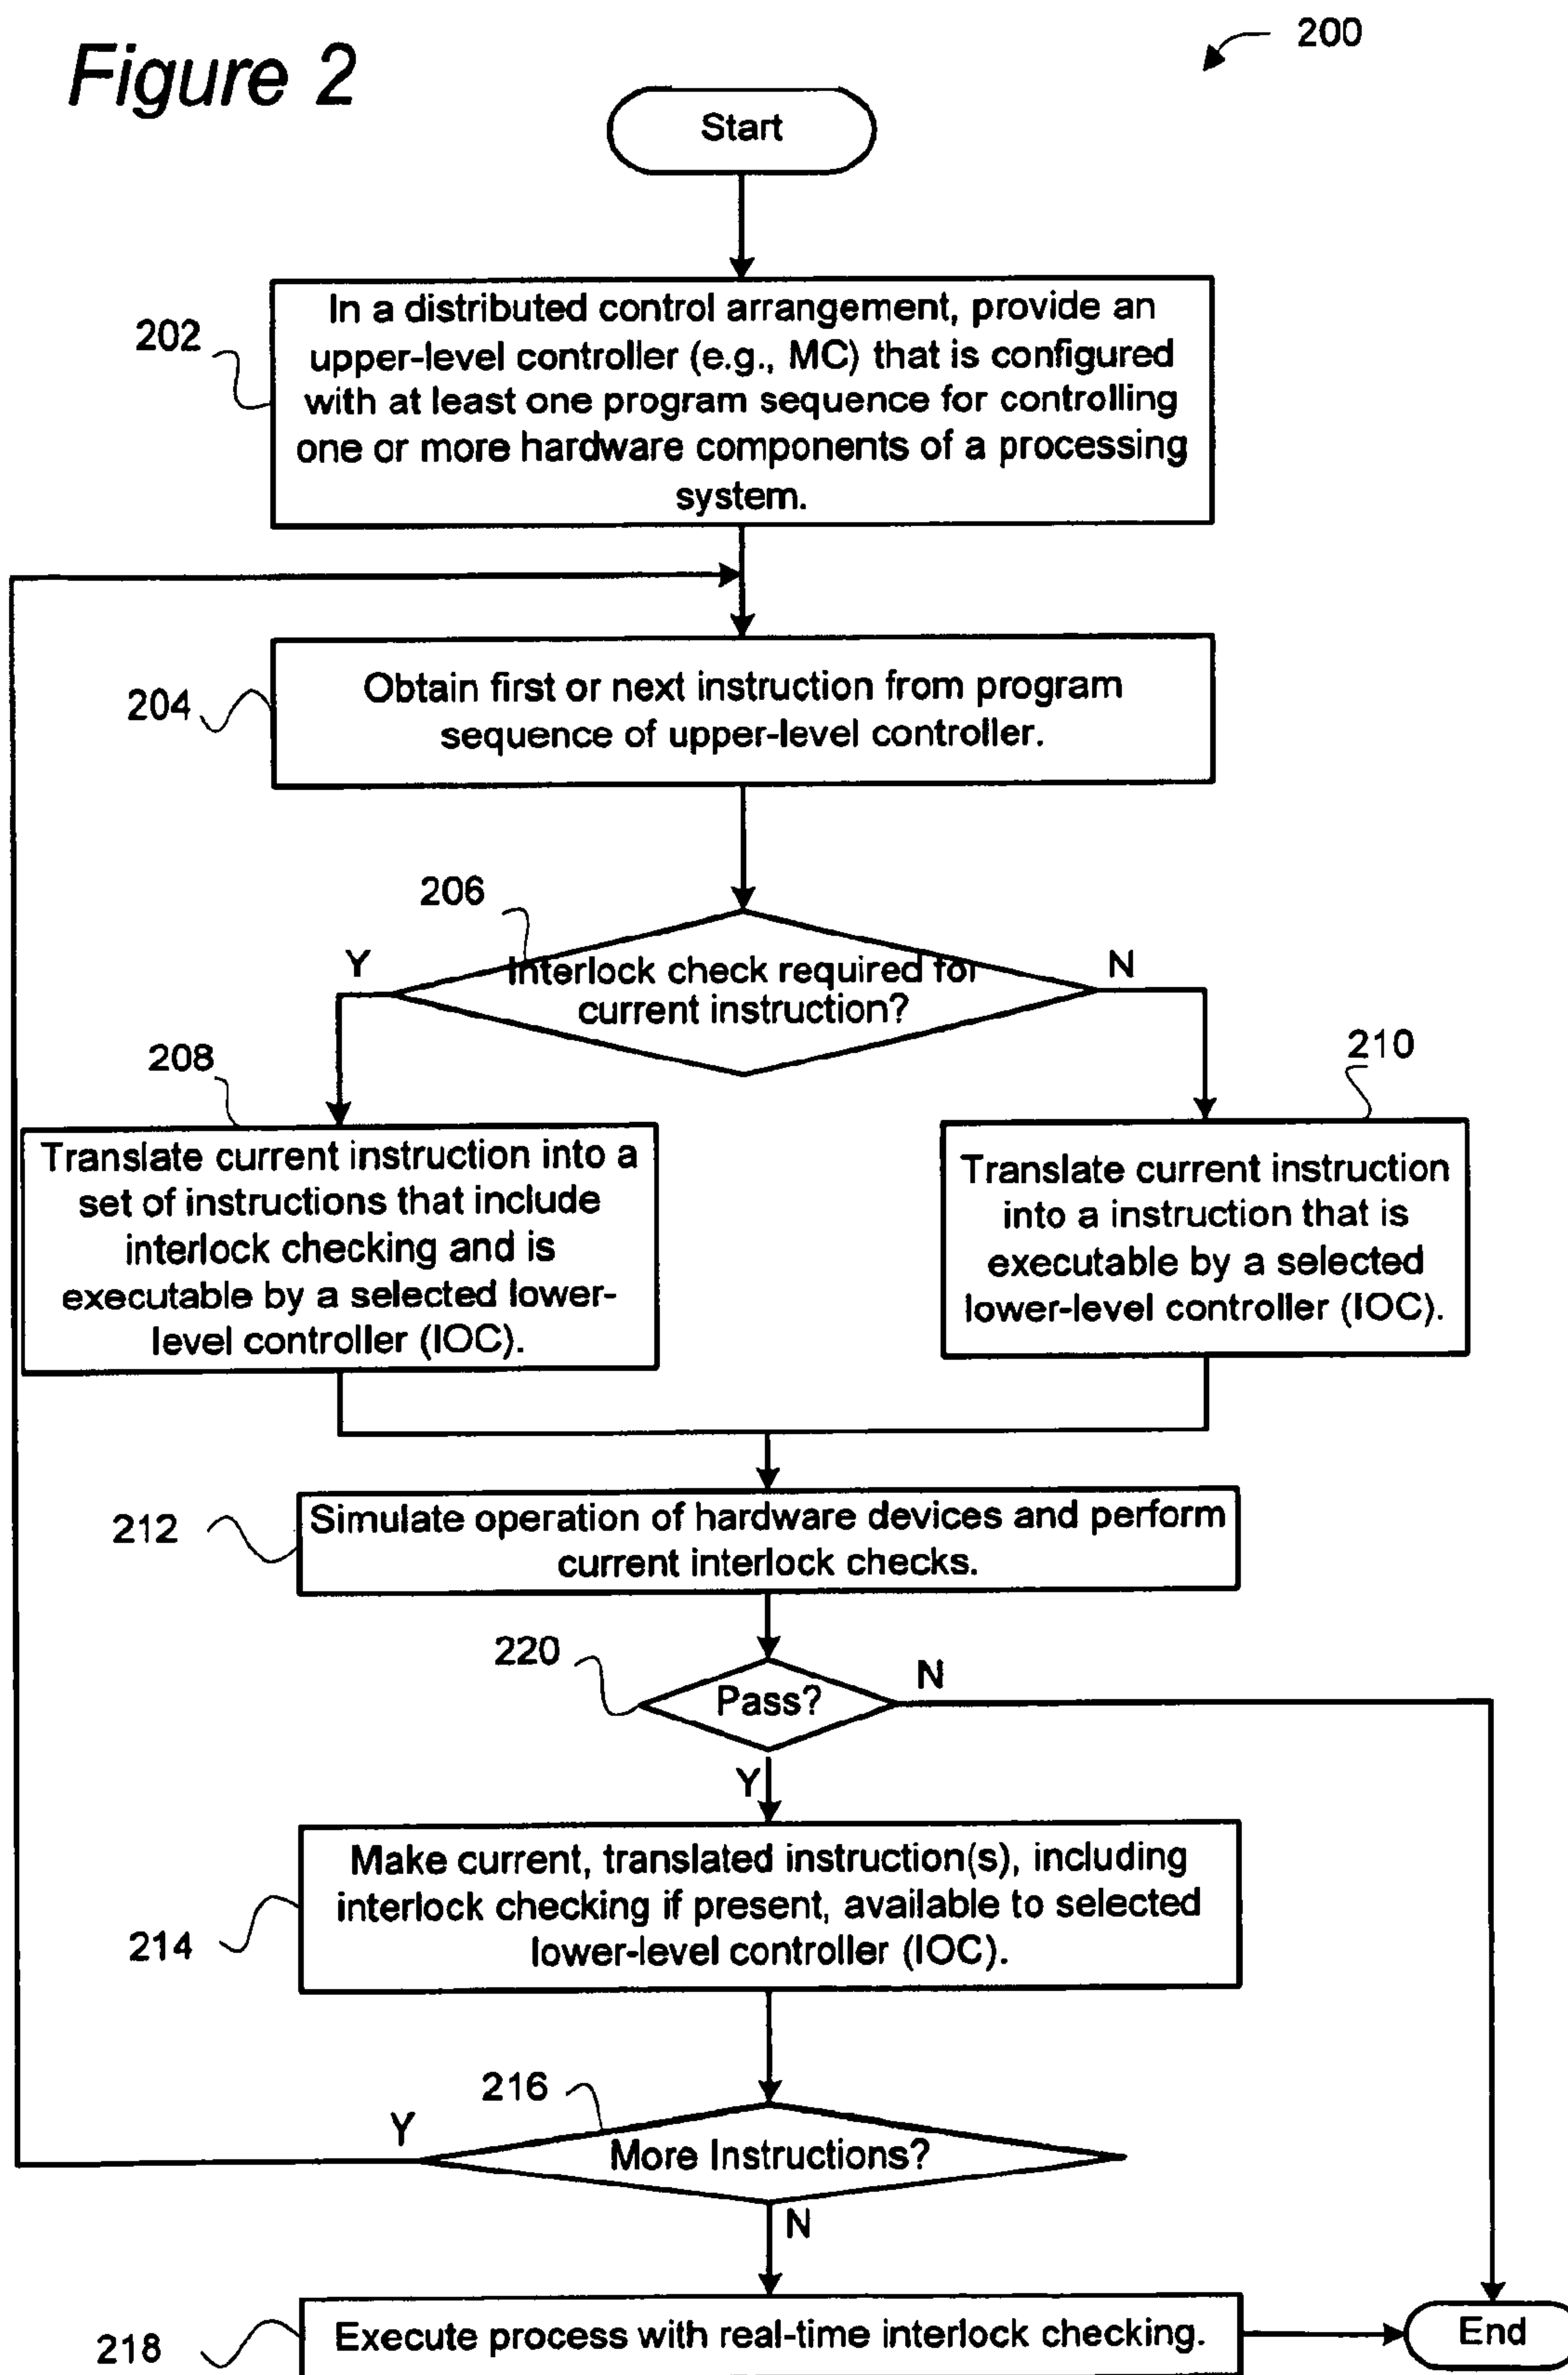 Figure 2
200
Start
202
In a distributed control arrangement, provide an
upper-level controller (e.g., MC) that is configured
with at least one program sequence for controlling
one or more hardware components of a processing
system.
204
Obtain first or next instruction from program
sequence of upper-level controller.
206
Y
Interlock check required for
current instruction?
N
208
Translate current instruction into a
set of instructions that include
interlock checking and is
executable by a selected lower-
level controller (IOC).
210
Translate current instruction
into a instruction that is
executable by a selected
lower-level controller (IOC).
212
Simulate operation of hardware devices and perform
current interlock checks.
220
Pass?
N
Y
214
Make current, translated instruction(s), including
interlock checking if present, available to selected
lower-level controller (IOC).
216
Y
More Instructions?
N
218
Execute process with real-time interlock checking.
End